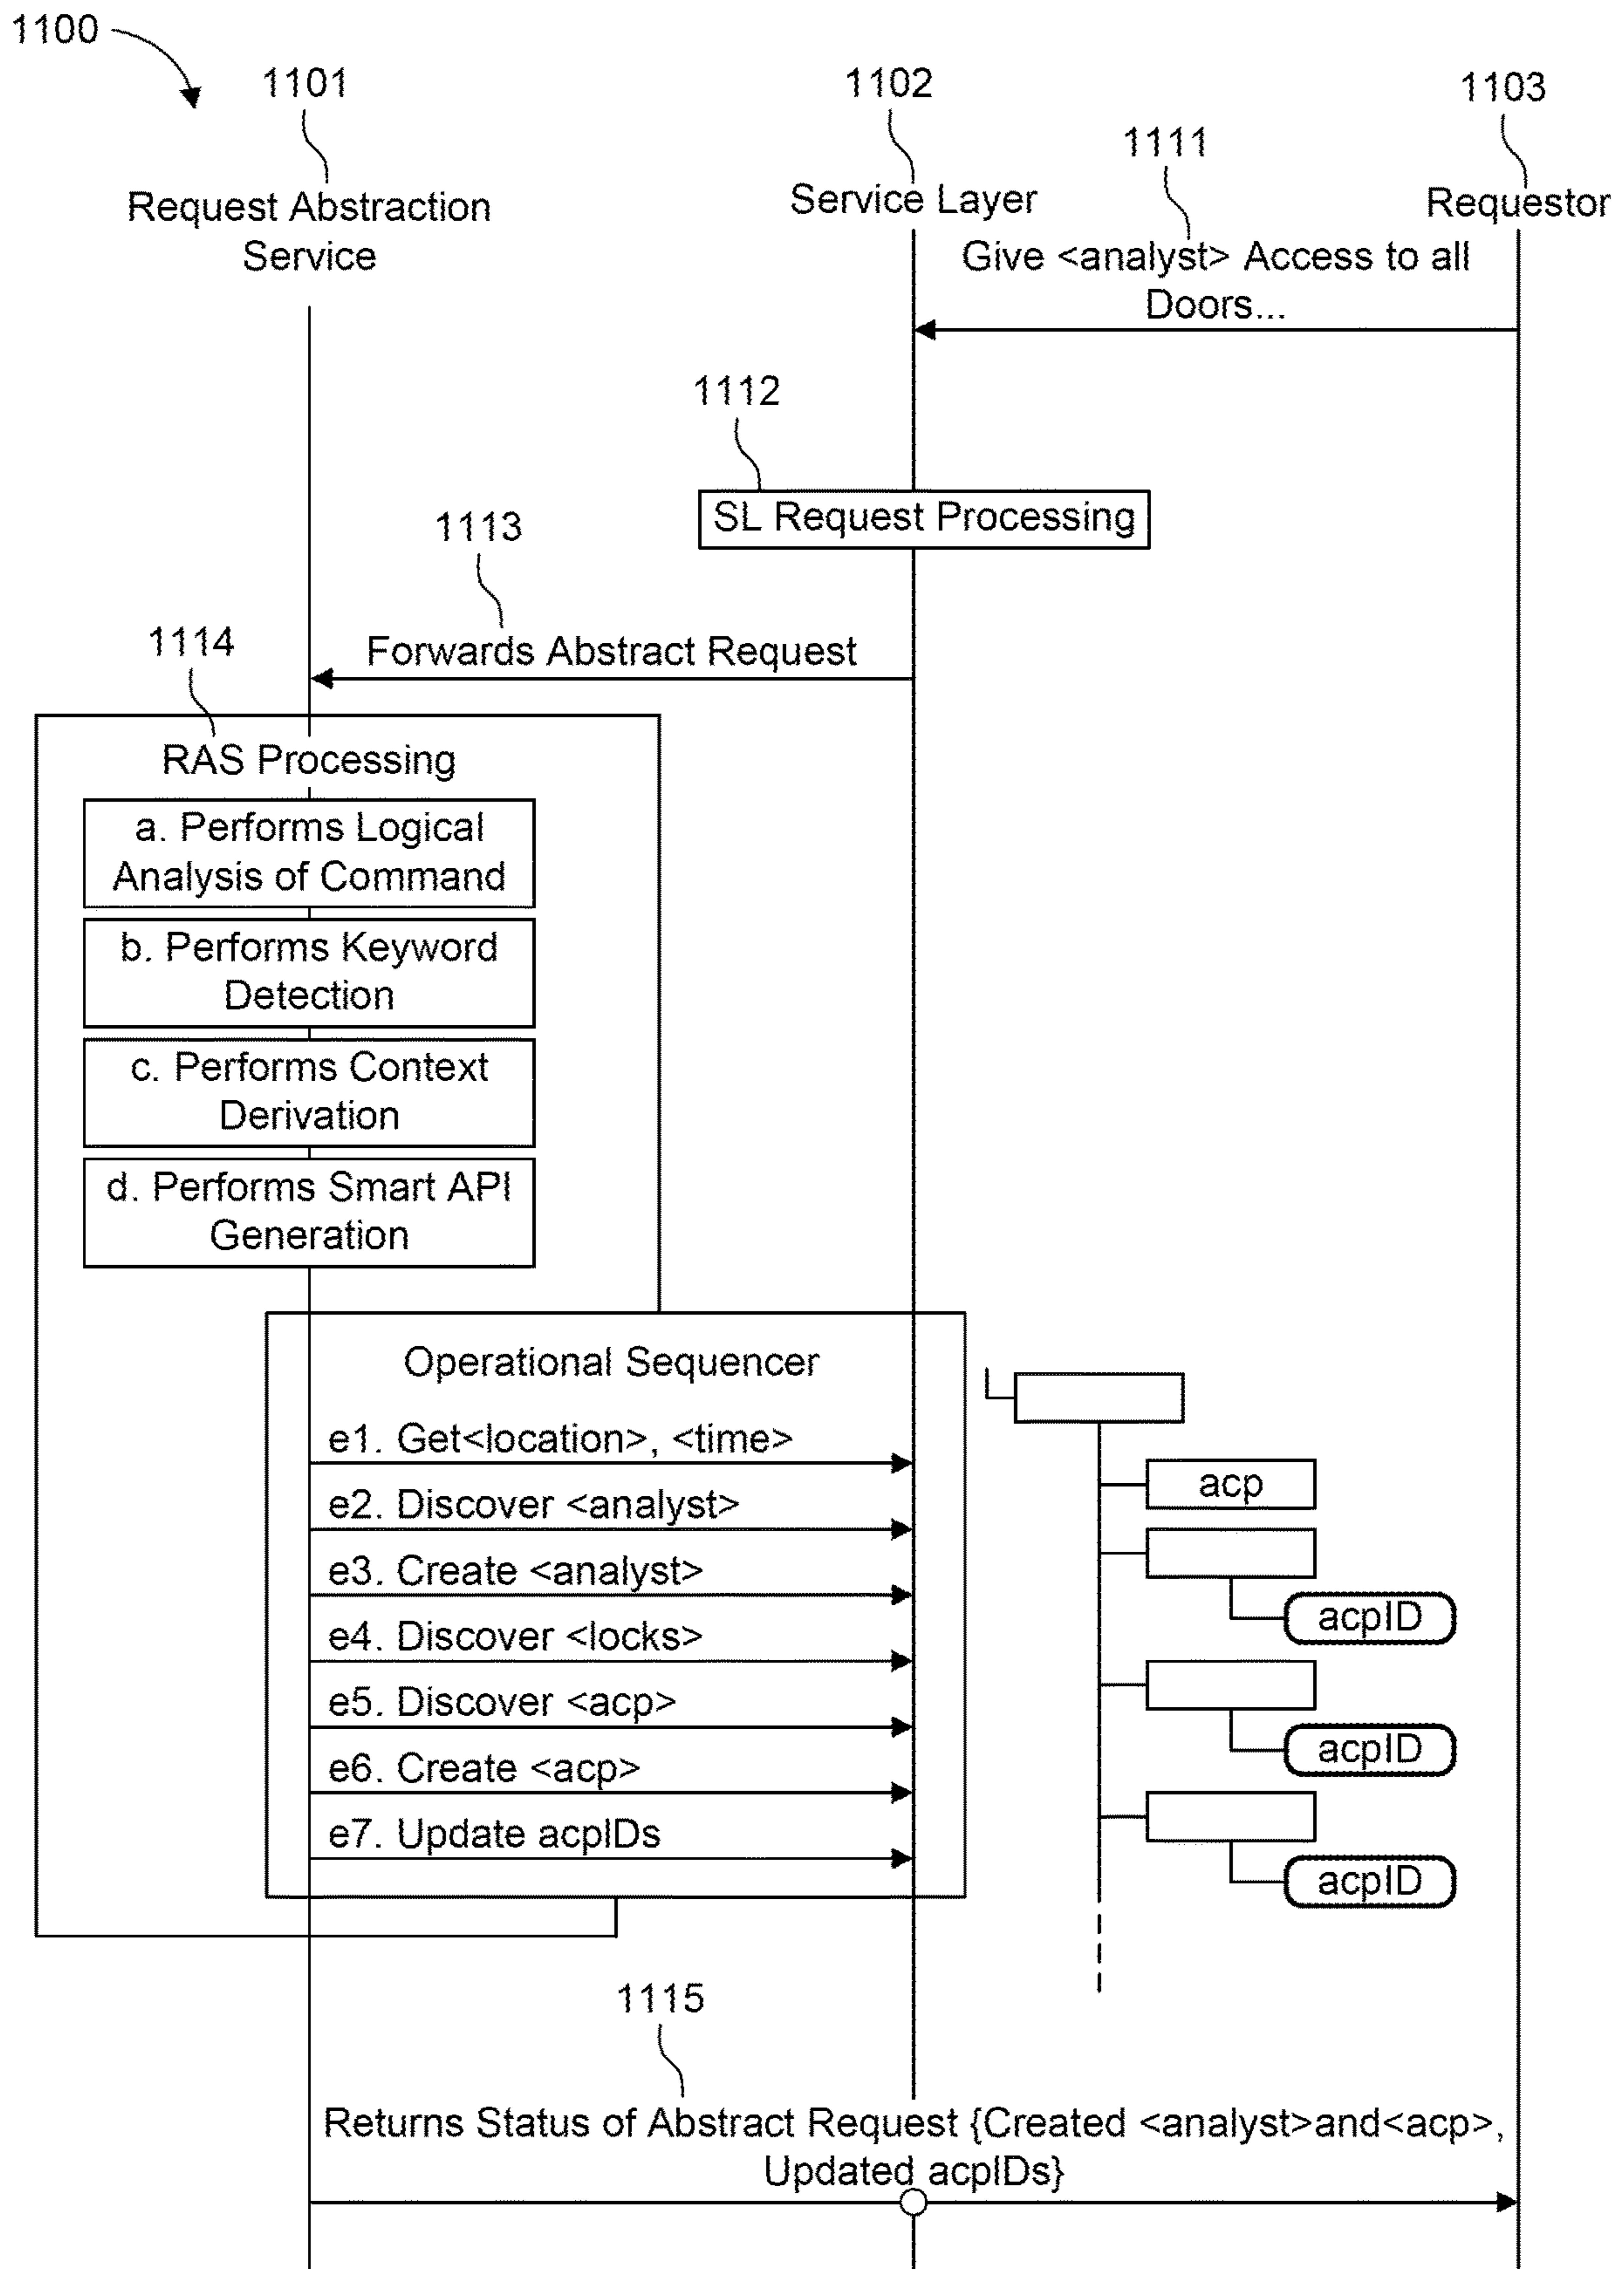 1100
1101
1102
1103
1111
Request Abstraction
Service
Service Layer
Requestor
Give <analyst> Access to all
Doors...
1112
SL Request Processing
1113
Forwards Abstract Request
1114
RAS Processing
a. Performs Logical
Analysis of Command
b. Performs Keyword
Detection
c. Performs Context
Derivation
d. Performs Smart API
Generation
Operational Sequencer
e1. Get<location>, <time>
e2. Discover <analyst>
e3. Create <analyst>
e4. Discover <locks>
e5. Discover <acp>
e6. Create <acp>
e7. Update acpIDs
acp
acpID
acpID
acpID
1115
Returns Status of Abstract Request {Created <analyst>and<acp>,
Updated acpIDs}